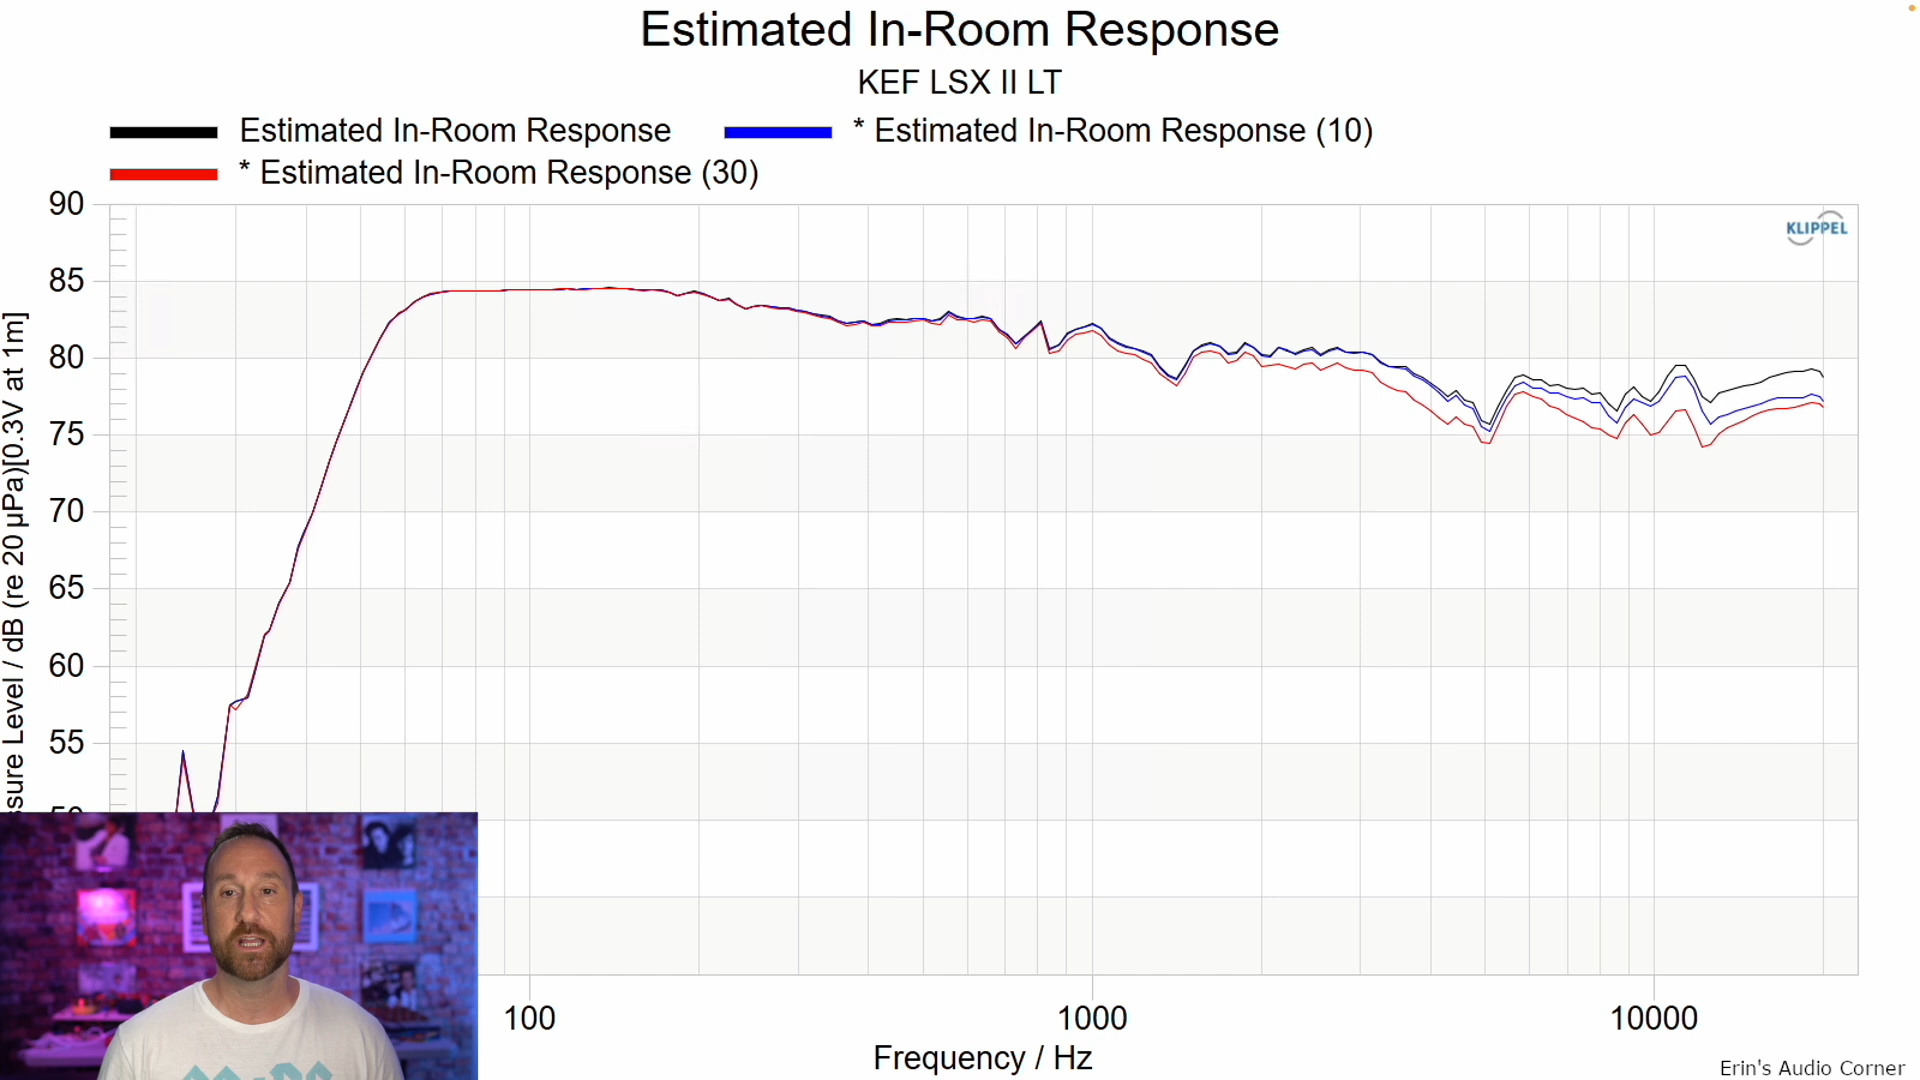 Estimated In-Room Response
KEF LSX II LT
Estimated In-Room Response
* Estimated In-Room Response (10)
* Estimated In-Room Response (30)
KLIPPEL
90
85
80
75
70
65
60
55
ssure Level / dB (re 20 µPa)[0.3V at 1m]
100
1000
10000
Frequency / Hz
Erin's Audio Corner